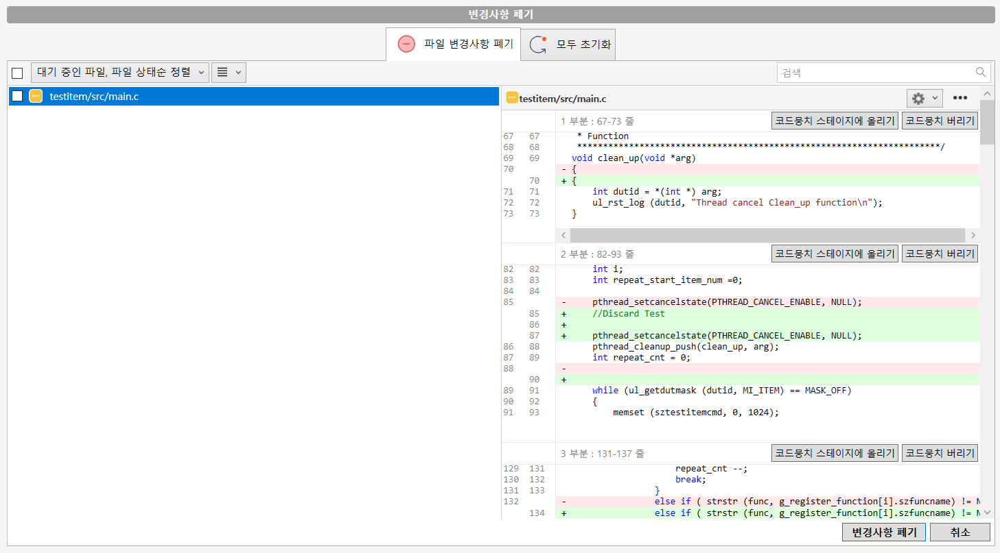 변경사항 폐기
파일 변경사항 폐기 모두 초기화
대기 중인 파일, 파일 상태순 정렬 검색
testitem/src/main.c
testitem/src/main.c
1 부분 : 67-73 줄 코드뭉치 스테이지에 올리기 코드뭉치 버리기
67 67 * Function
68 68 **********************************************************************/
69 69 void clean_up(void *arg)
70 - {
70 + {
71 71 int dutid = *(int *) arg;
72 72 ul_rst_log (dutid, "Thread cancel Clean_up function\n");
73 73 }
2 부분 : 82-93 줄 코드뭉치 스테이지에 올리기 코드뭉치 버리기
82 82 int i;
83 83 int repeat_start_item_num =0;
84 84
85 - pthread_setcancelstate(PTHREAD_CANCEL_ENABLE, NULL);
85 + //Discard Test
86 +
87 + pthread_setcancelstate(PTHREAD_CANCEL_ENABLE, NULL);
86 88 pthread_cleanup_push(clean_up, arg);
87 89 int repeat_cnt = 0;
88 -
90 +
89 91 while (ul_getdutmask (dutid, MI_ITEM) == MASK_OFF)
90 92 {
91 93 memset (sztestitemcmd, 0, 1024);
3 부분 : 131-137 줄 코드뭉치 스테이지에 올리기 코드뭉치 버리기
129 131 repeat_cnt --;
130 132 break;
131 133 }
132 - else if ( strstr (func, g_register_function[i].szfuncname) != N
134 + else if ( strstr (func, g_register_function[i].szfuncname) != N
변경사항 폐기 취소